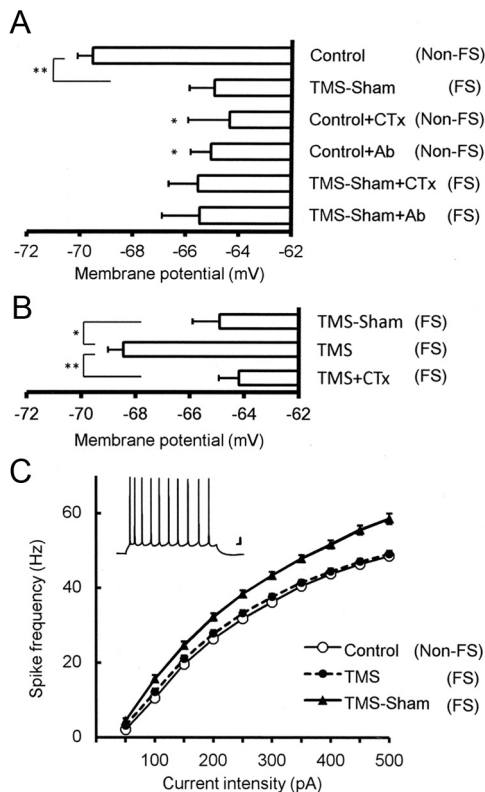 A
Control (Non-FS)
**
TMS-Sham (FS)
* Control+CTx (Non-FS)
* Control+Ab (Non-FS)
TMS-Sham+CTx (FS)
TMS-Sham+Ab (FS)
-72 -70 -68 -66 -64 -62
Membrane potential (mV)
B
TMS-Sham (FS)
*
TMS (FS)
**
TMS+CTx (FS)
-72 -70 -68 -66 -64 -62
Membrane potential (mV)
C
60
40
20
0
Spike frequency (Hz)
Control (Non-FS)
TMS (FS)
TMS-Sham (FS)
100 200 300 400 500
Current intensity (pA)